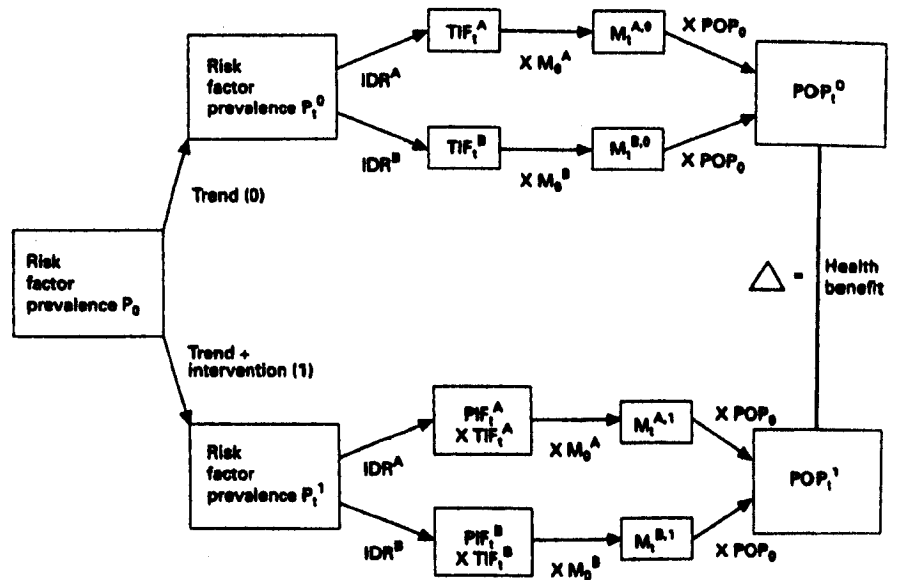 Risk
factor
prevalence Pₜ⁰
IDRᴬ
TIFₜᴬ
X M₀ᴬ
Mₜᴬ,⁰
X POP₀
IDRᴮ
TIFₜᴮ
X M₀ᴮ
Mₜᴮ,⁰
X POP₀
POPₜ⁰
Trend (0)
Risk
factor
prevalence P₀
△ =
Health
benefit
Trend +
intervention (1)
Risk
factor
prevalence Pₜ¹
IDRᴬ
PIFₜᴬ
X TIFₜᴬ
X M₀ᴬ
Mₜᴬ,¹
X POP₀
IDRᴮ
PIFₜᴮ
X TIFₜᴮ
X M₀ᴮ
Mₜᴮ,¹
X POP₀
POPₜ¹